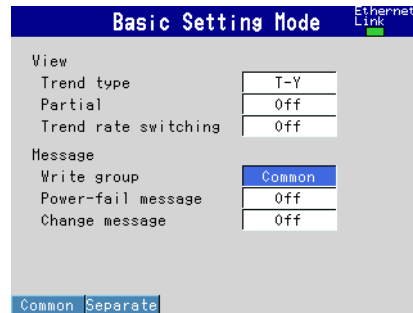 Basic Setting Mode
Ethernet
Link
View
Trend type T-Y
Partial Off
Trend rate switching Off
Message
Write group Common
Power-fail message Off
Change message Off
Common Separate